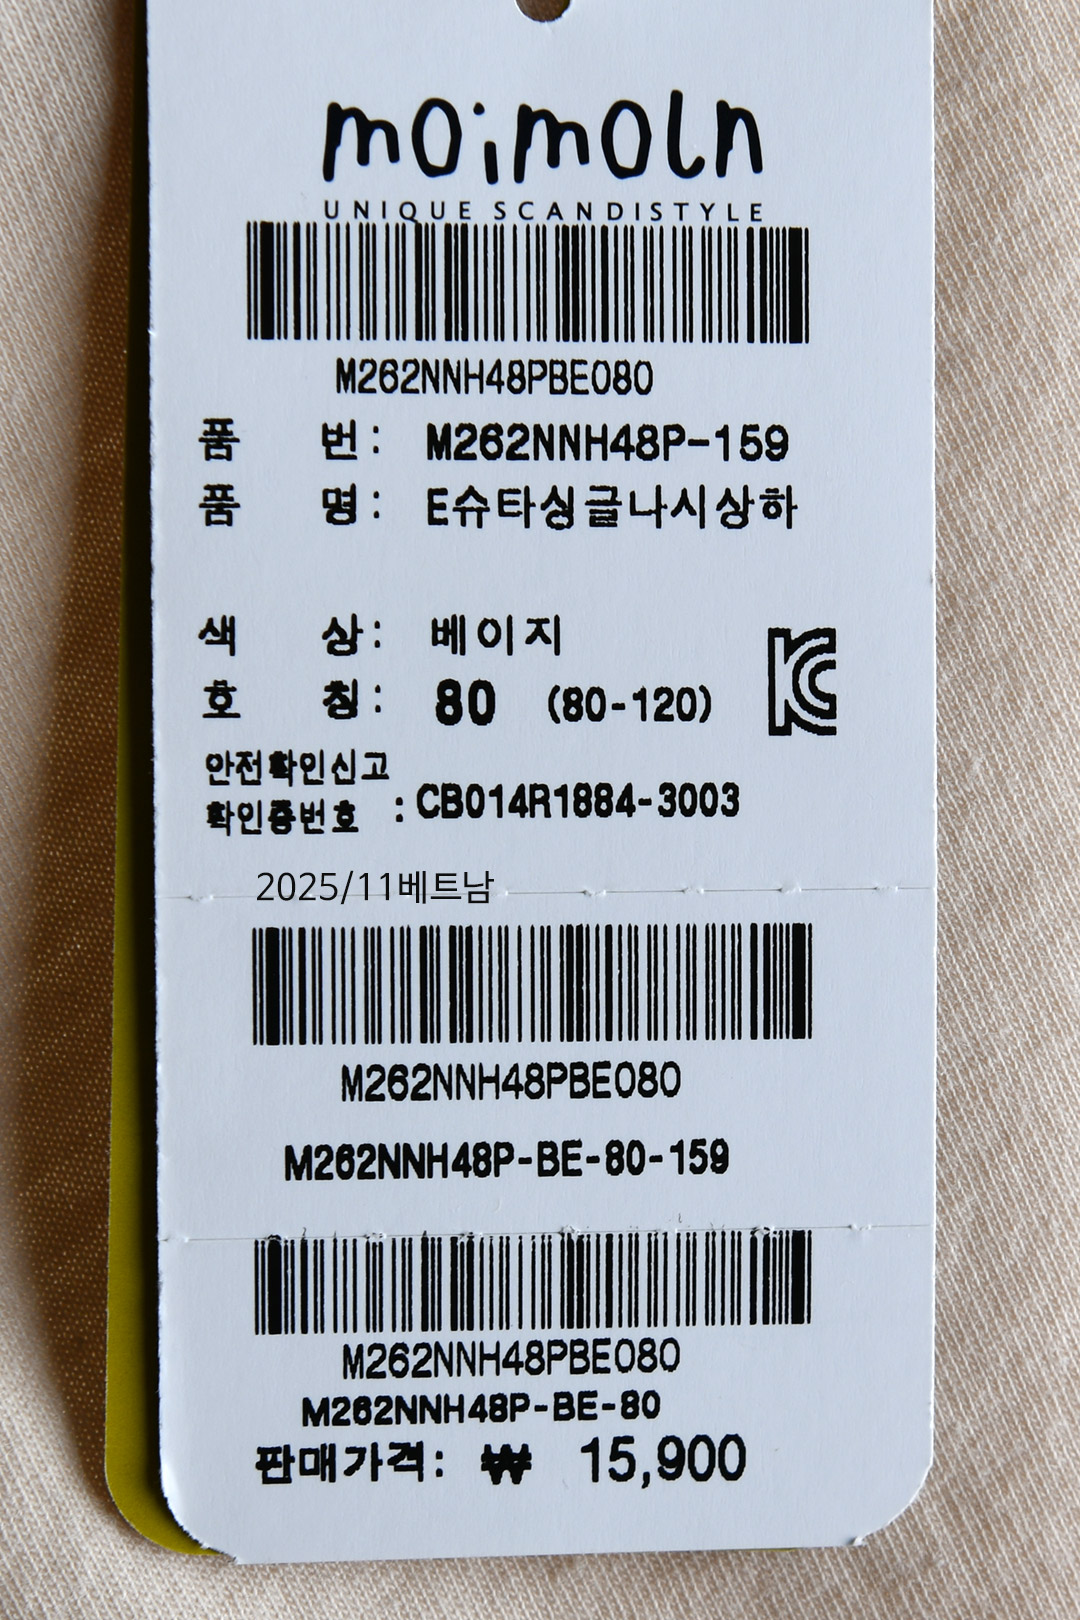 moimoln
UNIQUE SCANDISTYLE
M262NNH48PBE080
품 번 : M262NNH48P-159
품 명 : E슈타싱글나시상하
색 상 : 베이지
호 칭 : 80 (80-120)
안전확인신고
확인증번호 : CB014R1884-3003
2025/11베트남
M262NNH48PBE080
M262NNH48P-BE-80-159
M262NNH48PBE080
M262NNH48P-BE-80
판매가격: ₩ 15,900